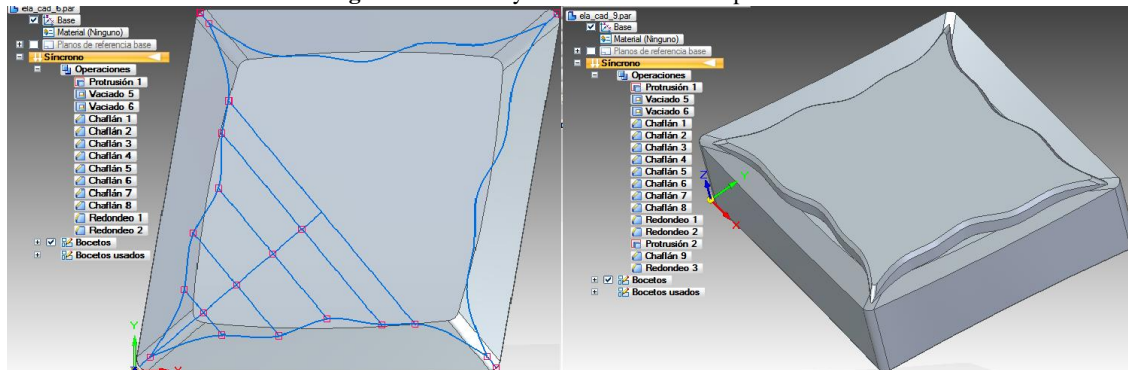 ela_cad_6.par
Base
Material (Ninguno)
Planos de referencia base
Síncrono
Operaciones
Protrusión 1
Vaciado 5
Vaciado 6
Chaflán 1
Chaflán 2
Chaflán 3
Chaflán 4
Chaflán 5
Chaflán 6
Chaflán 7
Chaflán 8
Redondeo 1
Redondeo 2
Bocetos
Bocetos usados
Y
X
ela_cad_9.par
Base
Material (Ninguno)
Planos de referencia base
Síncrono
Operaciones
Protrusión 1
Vaciado 5
Vaciado 6
Chaflán 1
Chaflán 2
Chaflán 3
Chaflán 4
Chaflán 5
Chaflán 6
Chaflán 7
Chaflán 8
Redondeo 1
Redondeo 2
Protrusión 2
Chaflán 9
Redondeo 3
Bocetos
Bocetos usados
Z
Y
X